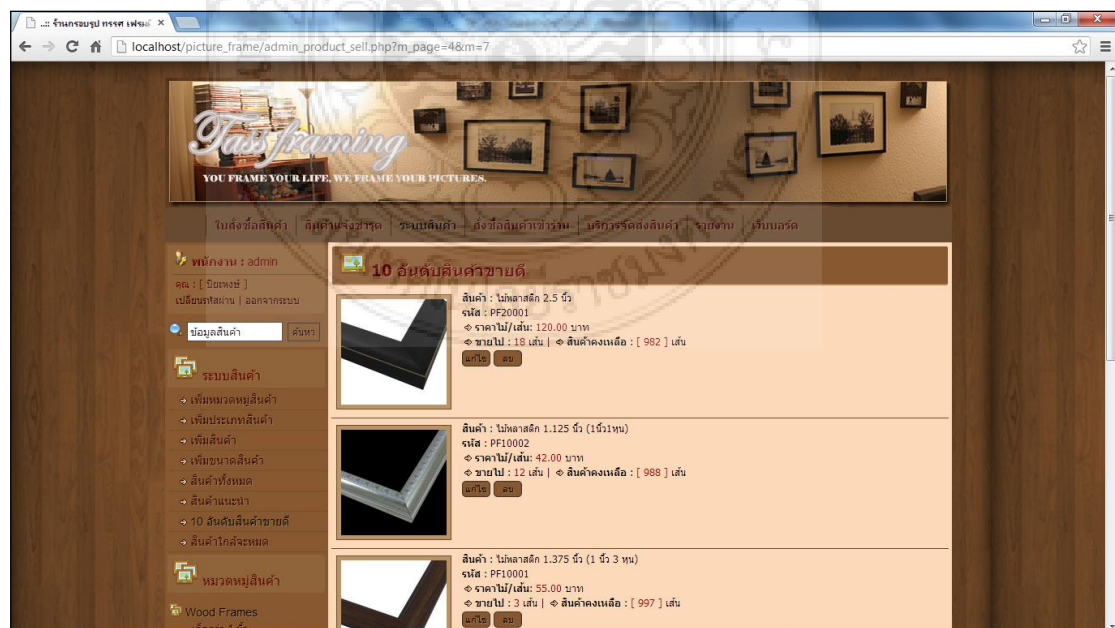 ..:: ร้านกรอบรูป ทรรศ เฟรม
localhost/picture_frame/admin_product_sell.php?m_page=4&m=7
Tass framing
YOU FRAME YOUR LIFE, WE FRAME YOUR PICTURES.
ใบสั่งซื้อสินค้า | สินค้าแจ้งชำรุด | ระบบสินค้า | สั่งซื้อสินค้าเข้าร้าน | บริการจัดส่งสินค้า | รายงาน | เว็บบอร์ด
พนักงาน : admin
คุณ : [ ปิยะพงษ์ ]
เปลี่ยนรหัสผ่าน | ออกจากระบบ
ข้อมูลสินค้า ค้นหา
ระบบสินค้า
เพิ่มหมวดหมู่สินค้า
เพิ่มประเภทสินค้า
เพิ่มสินค้า
เพิ่มขนาดสินค้า
สินค้าทั้งหมด
สินค้าแนะนำ
10 อันดับสินค้าขายดี
สินค้าใกล้จะหมด
หมวดหมู่สินค้า
Wood Frames
10 อันดับสินค้าขายดี
สินค้า : ไม้พลาสติก 2.5 นิ้ว
รหัส : PF20001
ราคาไม้/เส้น: 120.00 บาท
ขายไป : 18 เส้น | สินค้าคงเหลือ : [ 982 ] เส้น
แก้ไข ลบ
สินค้า : ไม้พลาสติก 1.125 นิ้ว (1นิ้ว1หุน)
รหัส : PF10002
ราคาไม้/เส้น: 42.00 บาท
ขายไป : 12 เส้น | สินค้าคงเหลือ : [ 988 ] เส้น
แก้ไข ลบ
สินค้า : ไม้พลาสติก 1.375 นิ้ว (1 นิ้ว 3 หุน)
รหัส : PF10001
ราคาไม้/เส้น: 55.00 บาท
ขายไป : 3 เส้น | สินค้าคงเหลือ : [ 997 ] เส้น
แก้ไข ลบ